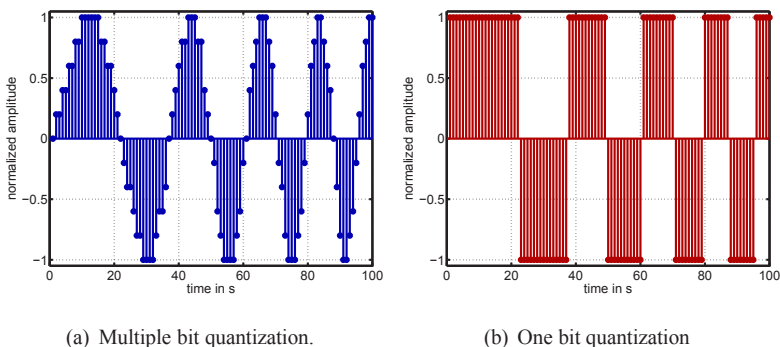 1
0.5
0
−0.5
−1
normalized amplitude
0 20 40 60 80 100
time in s
(a) Multiple bit quantization.
1
0.5
0
−0.5
−1
normalized amplitude
0 20 40 60 80 100
time in s
(b) One bit quantization